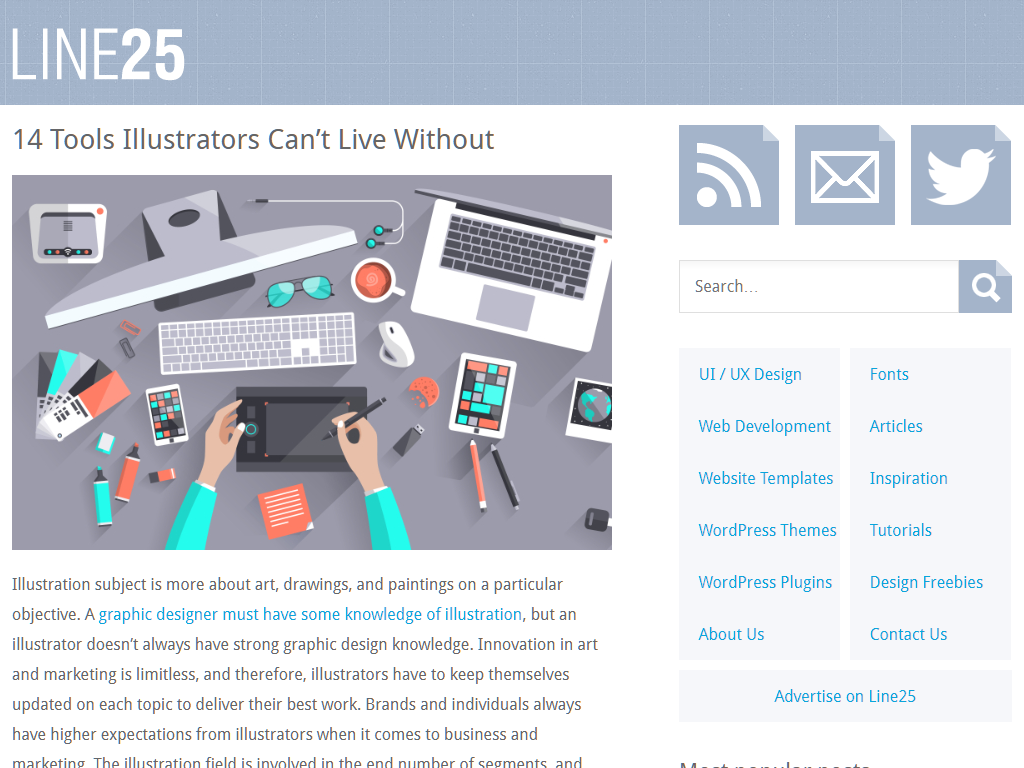 LINE25
14 Tools Illustrators Can’t Live Without
Illustration subject is more about art, drawings, and paintings on a particular
objective. A graphic designer must have some knowledge of illustration, but an
illustrator doesn’t always have strong graphic design knowledge. Innovation in art
and marketing is limitless, and therefore, illustrators have to keep themselves
updated on each topic to deliver their best work. Brands and individuals always
have higher expectations from illustrators when it comes to business and
marketing. The illustration field is involved in the end number of segments, and
Search...
UI / UX Design
Fonts
Web Development
Articles
Website Templates
Inspiration
WordPress Themes
Tutorials
WordPress Plugins
Design Freebies
About Us
Contact Us
Advertise on Line25
Most popular posts